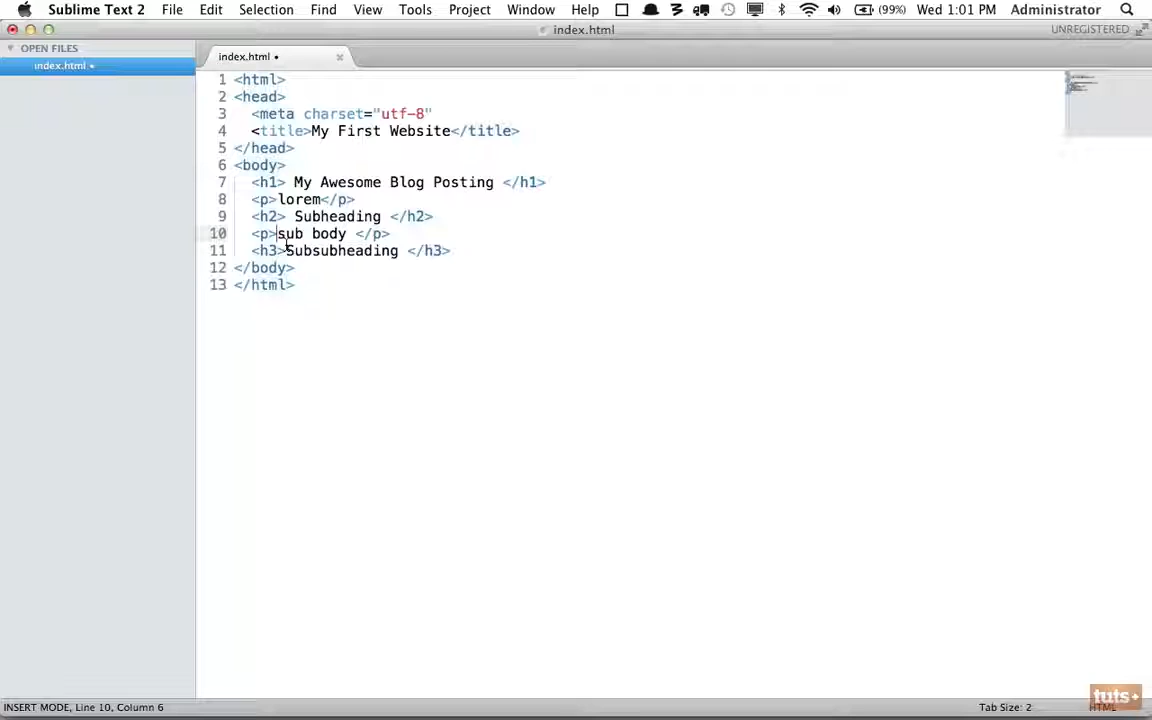 Sublime Text 2 File Edit Selection Find View Tools Project Window Help (99%) Wed 1:01 PM Administrator
index.html
UNREGISTERED
OPEN FILES
index.html
index.html
1 <html>
2 <head>
3 <meta charset="utf-8"
4 <title>My First Website</title>
5 </head>
6 <body>
7 <h1> My Awesome Blog Posting </h1>
8 <p>lorem</p>
9 <h2> Subheading </h2>
10 <p>sub body </p>
11 <h3>Subsubheading </h3>
12 </body>
13 </html>
INSERT MODE, Line 10, Column 6
Tab Size: 2
HTML
tuts+